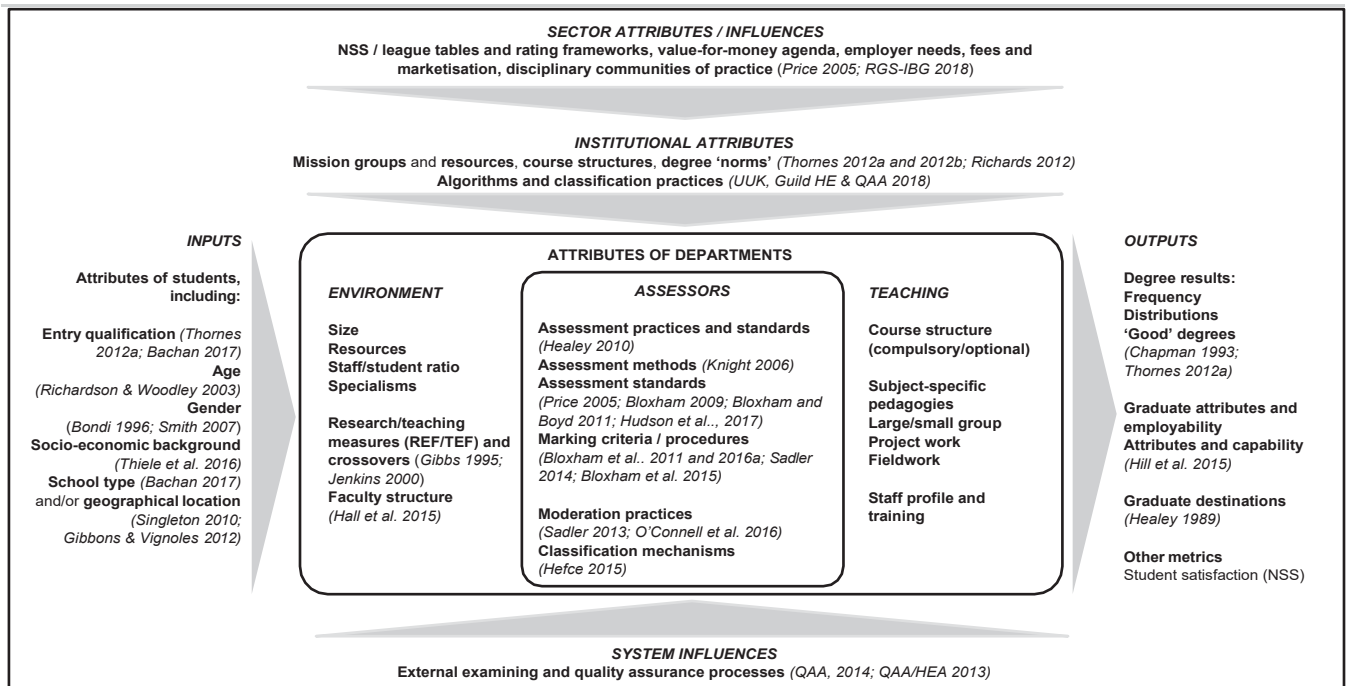 SECTOR ATTRIBUTES / INFLUENCES
NSS / league tables and rating frameworks, value-for-money agenda, employer needs, fees and
marketisation, disciplinary communities of practice (Price 2005; RGS-IBG 2018)
INSTITUTIONAL ATTRIBUTES
Mission groups and resources, course structures, degree ‘norms’ (Thornes 2012a and 2012b; Richards 2012)
Algorithms and classification practices (UUK, Guild HE & QAA 2018)
INPUTS
Attributes of students,
including:
Entry qualification (Thornes
2012a; Bachan 2017)
Age
(Richardson & Woodley 2003)
Gender
(Bondi 1996; Smith 2007)
Socio-economic background
(Thiele et al. 2016)
School type (Bachan 2017)
and/or geographical location
(Singleton 2010;
Gibbons & Vignoles 2012)
ATTRIBUTES OF DEPARTMENTS
ENVIRONMENT
Size
Resources
Staff/student ratio
Specialisms
Research/teaching
measures (REF/TEF) and
crossovers (Gibbs 1995;
Jenkins 2000)
Faculty structure
(Hall et al. 2015)
ASSESSORS
Assessment practices and standards
(Healey 2010)
Assessment methods (Knight 2006)
Assessment standards
(Price 2005; Bloxham 2009; Bloxham and
Boyd 2011; Hudson et al.., 2017)
Marking criteria / procedures
(Bloxham et al.. 2011 and 2016a; Sadler
2014; Bloxham et al. 2015)
Moderation practices
(Sadler 2013; O’Connell et al. 2016)
Classification mechanisms
(Hefce 2015)
TEACHING
Course structure
(compulsory/optional)
Subject-specific
pedagogies
Large/small group
Project work
Fieldwork
Staff profile and
training
OUTPUTS
Degree results:
Frequency
Distributions
‘Good’ degrees
(Chapman 1993;
Thornes 2012a)
Graduate attributes and
employability
Attributes and capability
(Hill et al. 2015)
Graduate destinations
(Healey 1989)
Other metrics
Student satisfaction (NSS)
SYSTEM INFLUENCES
External examining and quality assurance processes (QAA, 2014; QAA/HEA 2013)